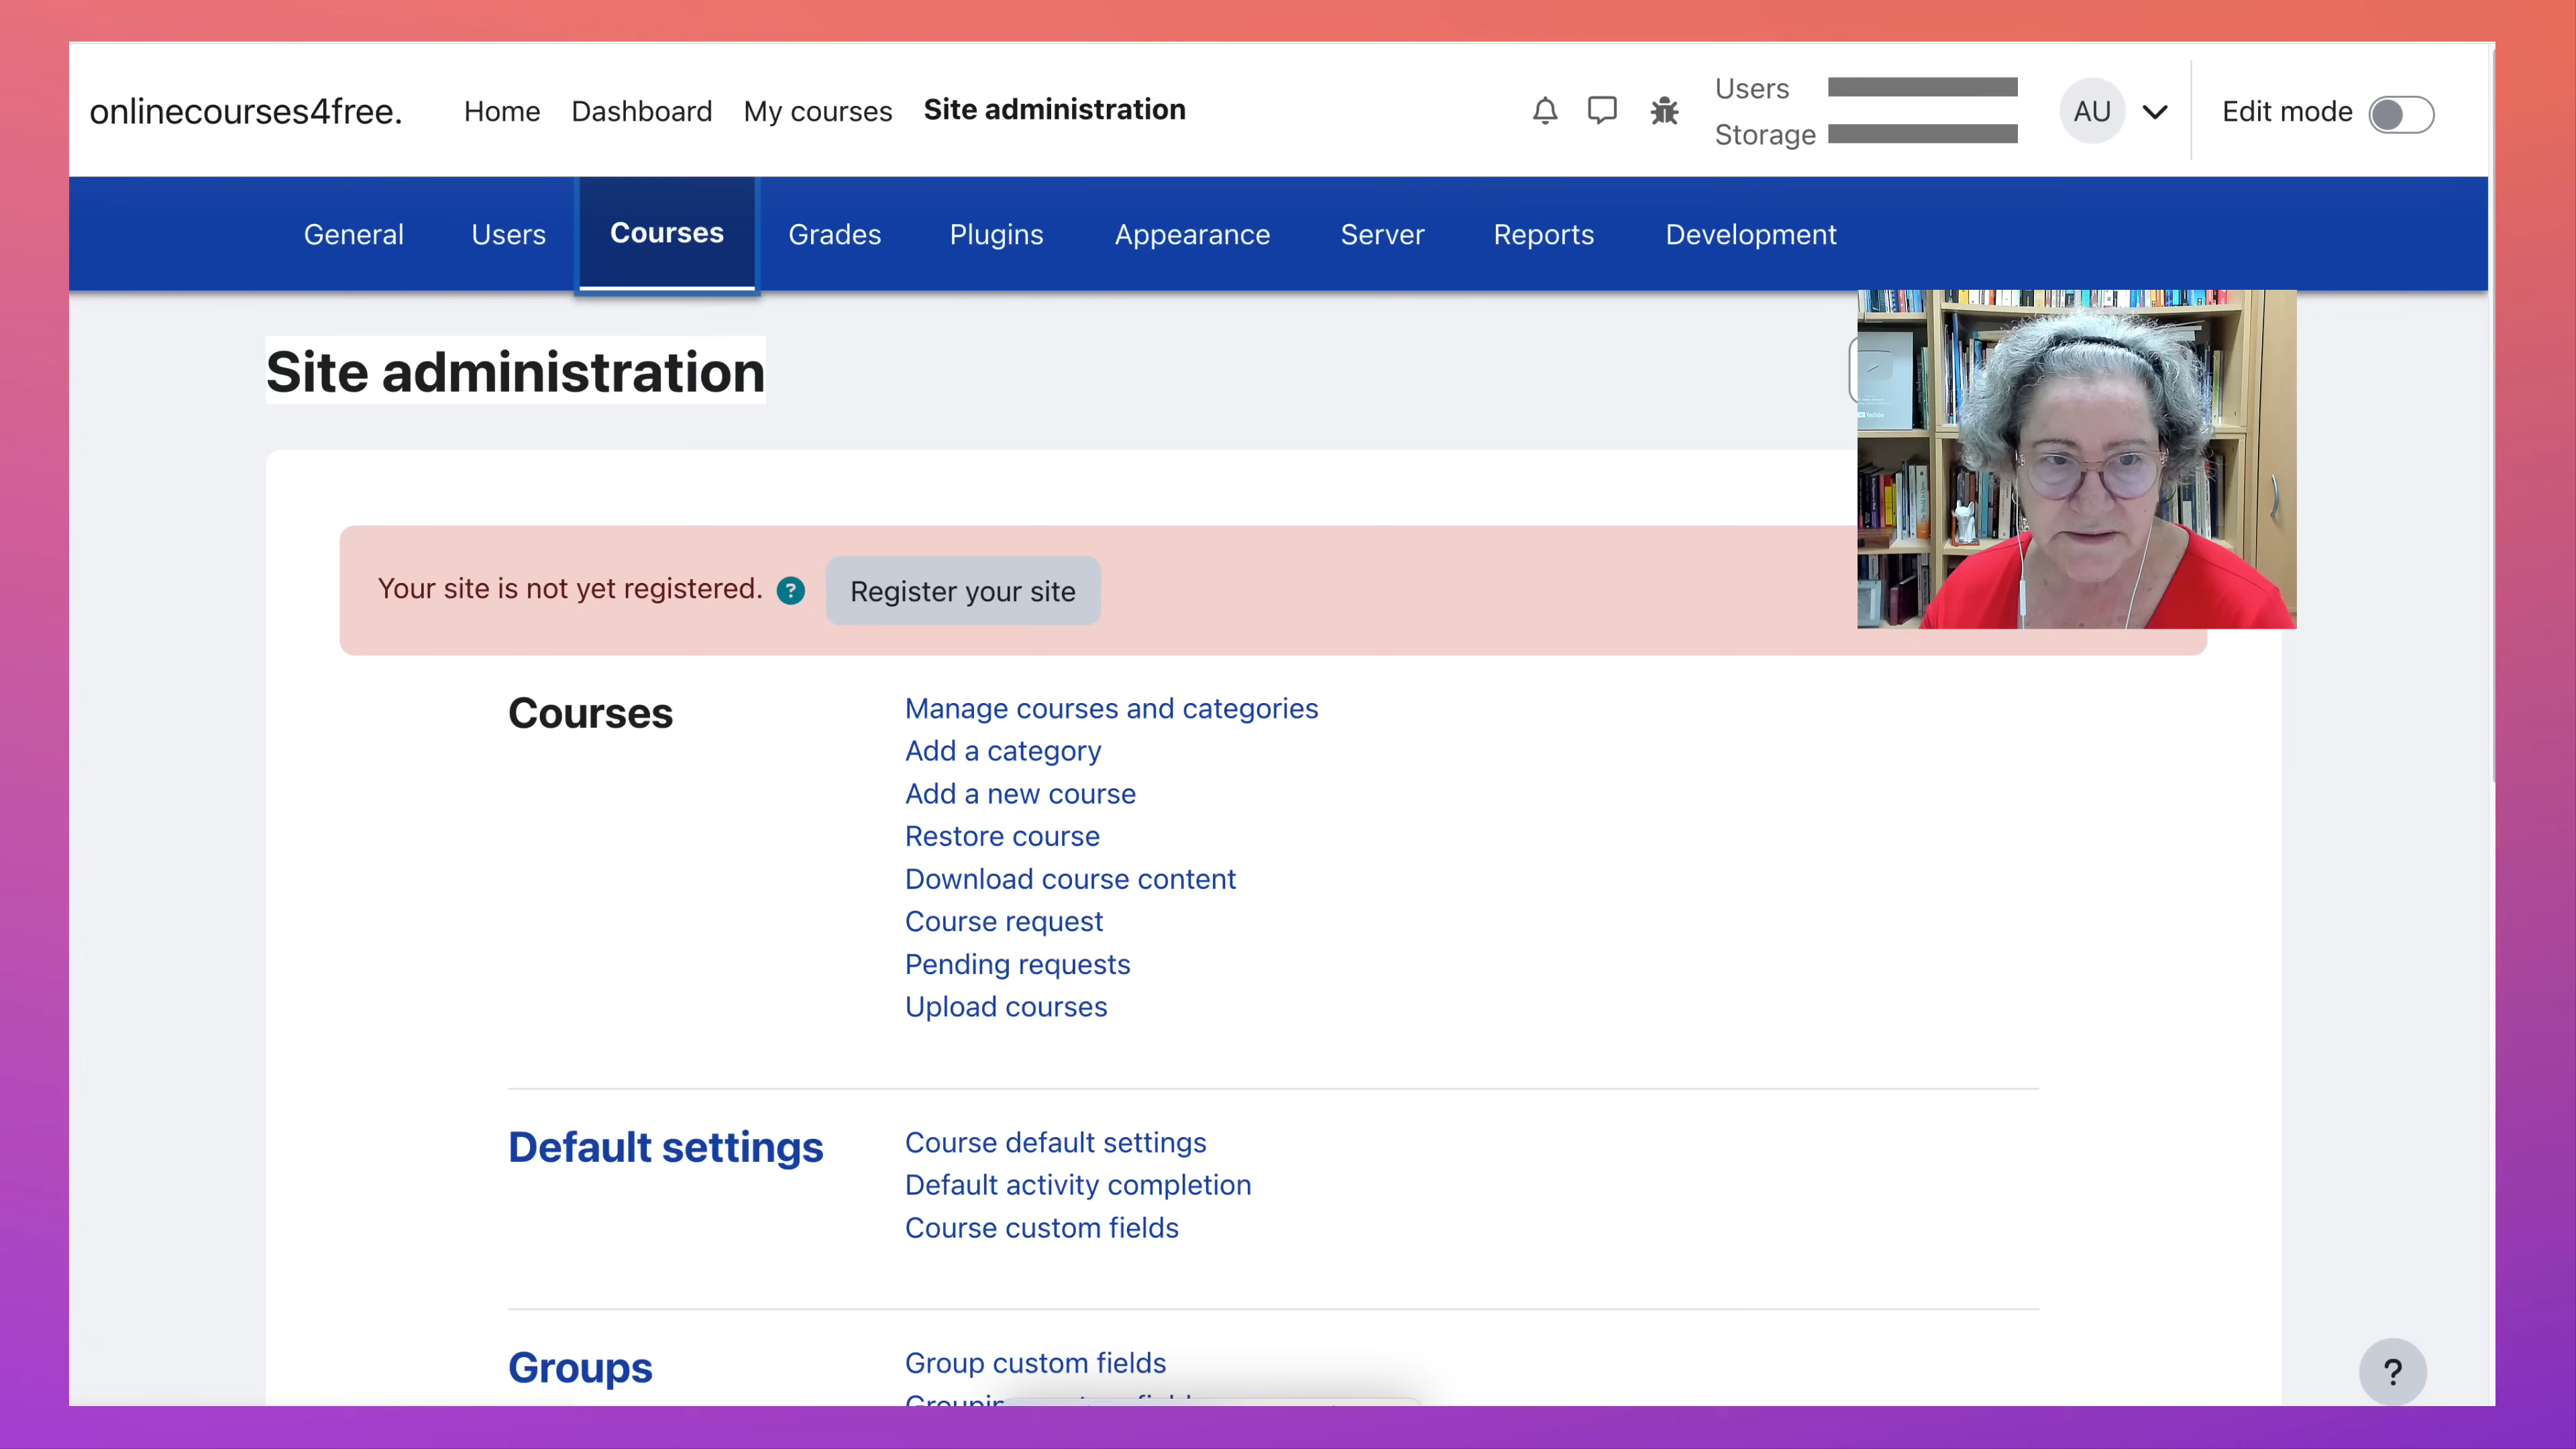 onlinecourses4free.
Home Dashboard My courses Site administration
Users
Storage
AU
Edit mode
General Users Courses Grades Plugins Appearance Server Reports Development
Site administration
YouTube
Your site is not yet registered. ? Register your site
Courses
Manage courses and categories
Add a category
Add a new course
Restore course
Download course content
Course request
Pending requests
Upload courses
Default settings
Course default settings
Default activity completion
Course custom fields
Groups
Group custom fields
?